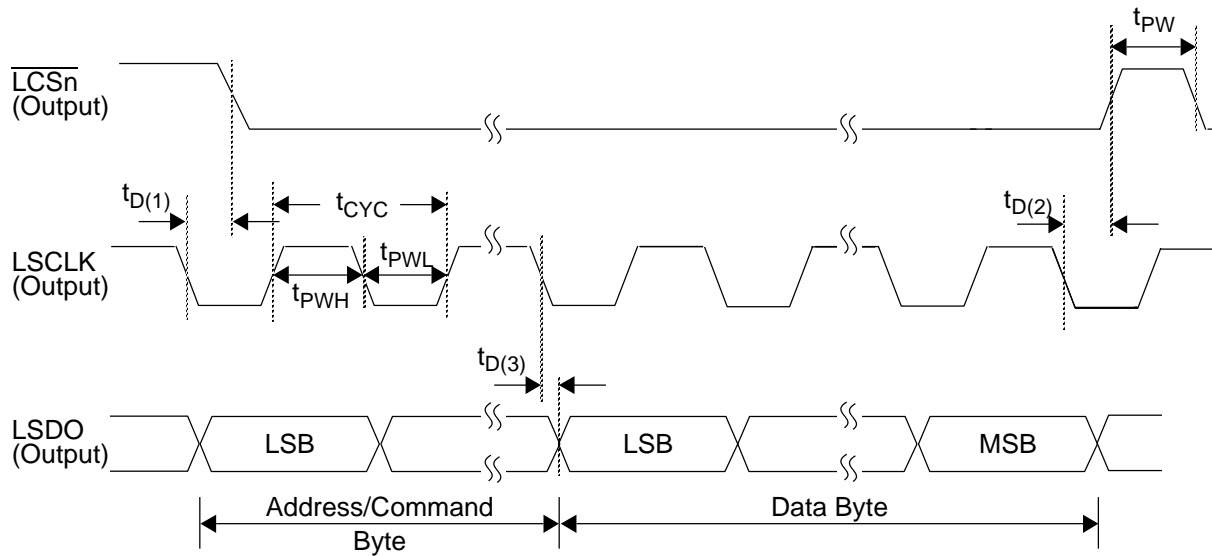 tPW
LCSn
(Output)
tD(1)
tCYC
tD(2)
LSCLK
(Output)
tPWL
tPWH
tD(3)
LSDO
(Output)
LSB
LSB
MSB
Address/Command
Byte
Data Byte